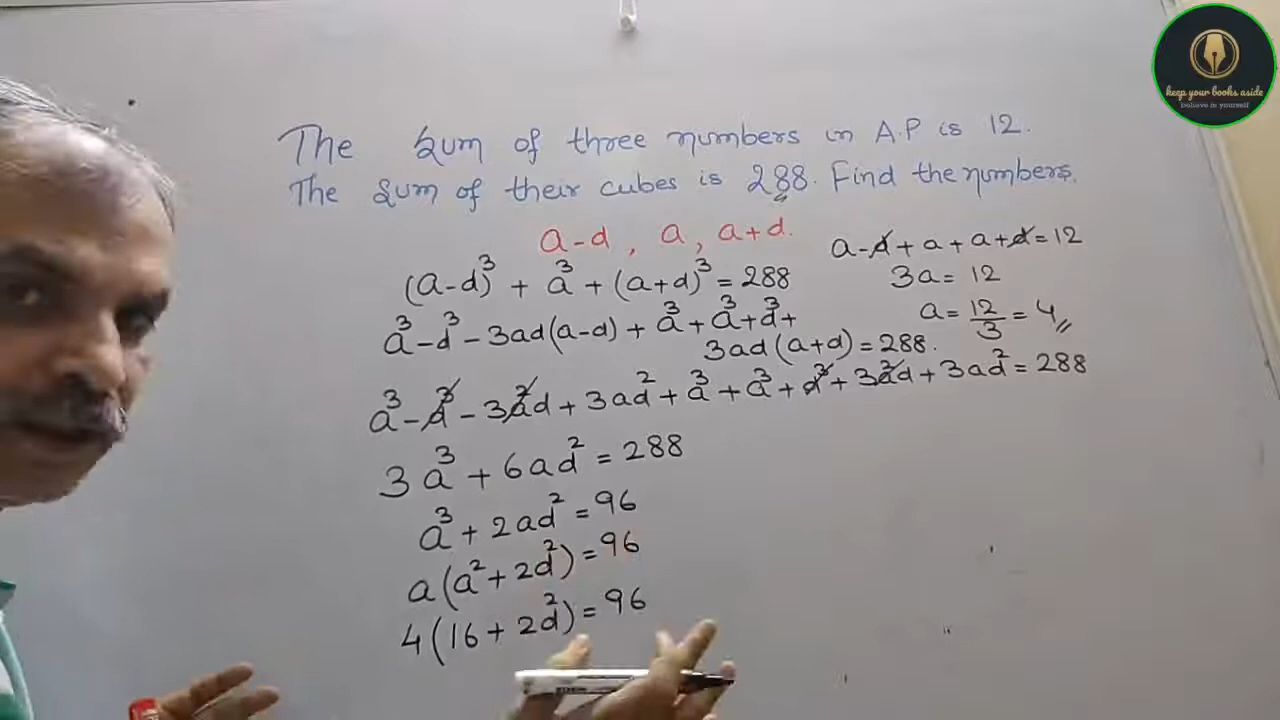 keep your books aside
believe in yourself
The Sum of three numbers in A.P is 12.
The Sum of their cubes is 288. Find the numbers.
a-d, a, a+d.
a-d+a+a+d=12
(a-d)³ + a³ + (a+d)³ = 288
3a = 12
a³-d³-3ad(a-d) + a³+a³+d³+
a = 12/3 = 4
3ad(a+d) = 288.
a³-d³-3a²d+3ad²+a³+a³+d³+3a²d+3ad²=288
3a³+6ad²=288
a³+2ad²=96
a(a²+2d²)=96
4(16+2d²)=96